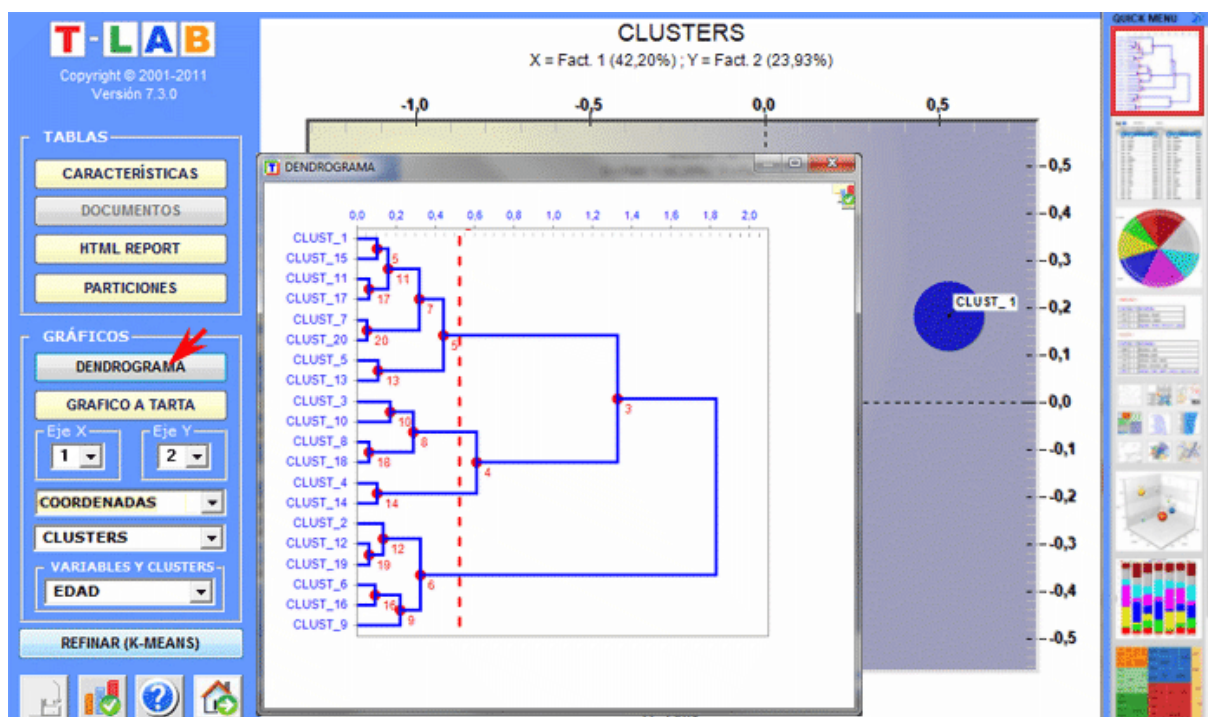 T-LAB
Copyright © 2001-2011
Versión 7.3.0
TABLAS
CARACTERÍSTICAS
DOCUMENTOS
HTML REPORT
PARTICIONES
GRÁFICOS
DENDROGRAMA
GRAFICO A TARTA
Eje X
Eje Y
1
2
COORDENADAS
CLUSTERS
VARIABLES Y CLUSTERS
EDAD
REFINAR (K-MEANS)
CLUSTERS
X = Fact. 1 (42,20%) ; Y = Fact. 2 (23,93%)
-1,0 -0,5 0,0 0,5
DENDROGRAMA
0,0 0,2 0,4 0,6 0,8 1,0 1,2 1,4 1,6 1,8 2,0
CLUST_1
CLUST_15
CLUST_11
CLUST_17
CLUST_7
CLUST_20
CLUST_5
CLUST_13
CLUST_3
CLUST_10
CLUST_8
CLUST_18
CLUST_4
CLUST_14
CLUST_2
CLUST_12
CLUST_19
CLUST_6
CLUST_16
CLUST_9
5
11
17
7
20
5
13
3
10
8
18
4
14
12
19
6
16
9
CLUST_1
0,5
0,4
0,3
0,2
0,1
0,0
-0,1
-0,2
-0,3
-0,4
-0,5
QUICK MENU